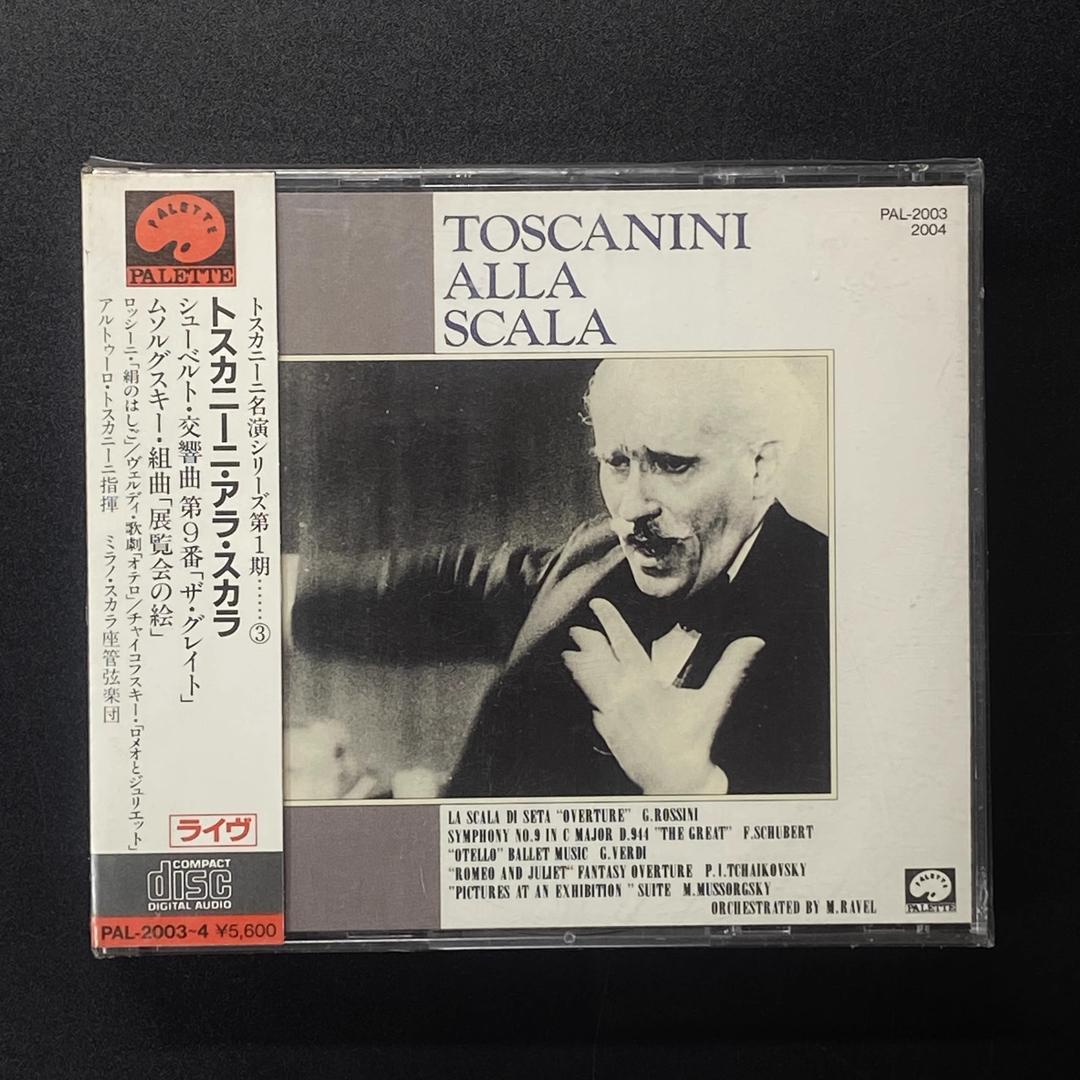 PALETTE
PALETTE
トスカニーニ名演シリーズ第1期……③
トスカニーニ・アラ・スカラ
シューベルト・交響曲 第9番「ザ・グレイト」
ムソルグスキー・組曲「展覧会の絵」
ロッシーニ・「絹のはしご」／ヴェルディ・歌劇「オテロ」／チャイコフスキー・「ロメオとジュリエット」
アルトゥーロ・トスカニーニ指揮 ミラノ・スカラ座管弦楽団
ライヴ
COMPACT
disc
DIGITAL AUDIO
PAL-2003~4 ¥5,600
TOSCANINI
ALLA
SCALA
PAL-2003
2004
LA SCALA DI SETA "OVERTURE" G.ROSSINI
SYMPHONY NO.9 IN C MAJOR D.944 "THE GREAT" F.SCHUBERT
"OTELLO" BALLET MUSIC G.VERDI
"ROMEO AND JULIET" FANTASY OVERTURE P.I.TCHAIKOVSKY
"PICTURES AT AN EXHIBITION " SUITE M.MUSSORGSKY
ORCHESTRATED BY M.RAVEL
PALETTE
PALETTE